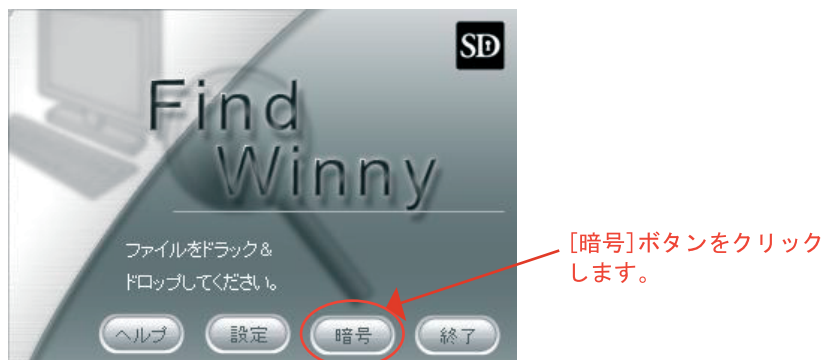 SD
Find
Winny
ファイルをドラック&
ドロップしてください。
[暗号]ボタンをクリック
します。
ヘルプ 設定 暗号 終了